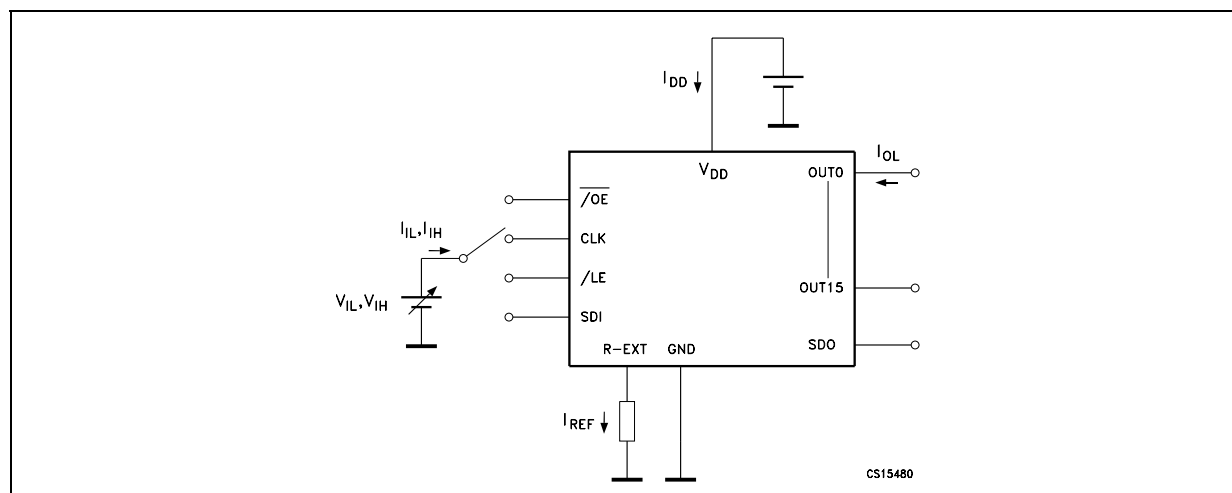 I_DD
V_DD
OUT0
I_OL
/OE
I_IL,I_IH
CLK
/LE
OUT15
V_IL,V_IH
SDI
SDO
R-EXT GND
I_REF
CS15480